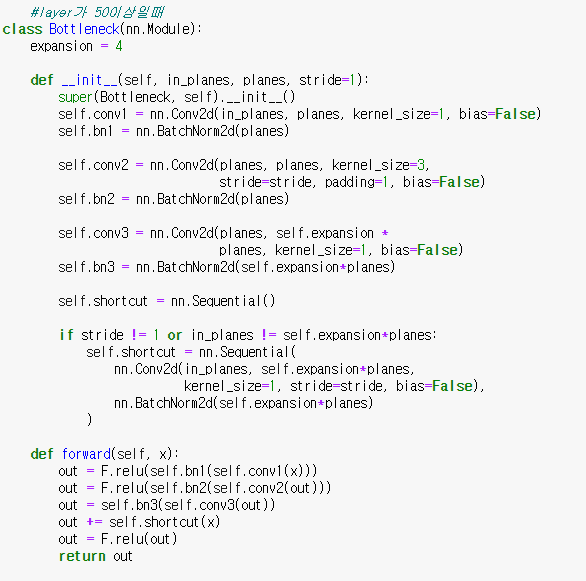 #layer가 50이상일때
class Bottleneck(nn.Module):
    expansion = 4

    def __init__(self, in_planes, planes, stride=1):
        super(Bottleneck, self).__init__()
        self.conv1 = nn.Conv2d(in_planes, planes, kernel_size=1, bias=False)
        self.bn1 = nn.BatchNorm2d(planes)

        self.conv2 = nn.Conv2d(planes, planes, kernel_size=3,
                               stride=stride, padding=1, bias=False)
        self.bn2 = nn.BatchNorm2d(planes)

        self.conv3 = nn.Conv2d(planes, self.expansion *
                               planes, kernel_size=1, bias=False)
        self.bn3 = nn.BatchNorm2d(self.expansion*planes)

        self.shortcut = nn.Sequential()

        if stride != 1 or in_planes != self.expansion*planes:
            self.shortcut = nn.Sequential(
                nn.Conv2d(in_planes, self.expansion*planes,
                          kernel_size=1, stride=stride, bias=False),
                nn.BatchNorm2d(self.expansion*planes)
            )

    def forward(self, x):
        out = F.relu(self.bn1(self.conv1(x)))
        out = F.relu(self.bn2(self.conv2(out)))
        out = self.bn3(self.conv3(out))
        out += self.shortcut(x)
        out = F.relu(out)
        return out